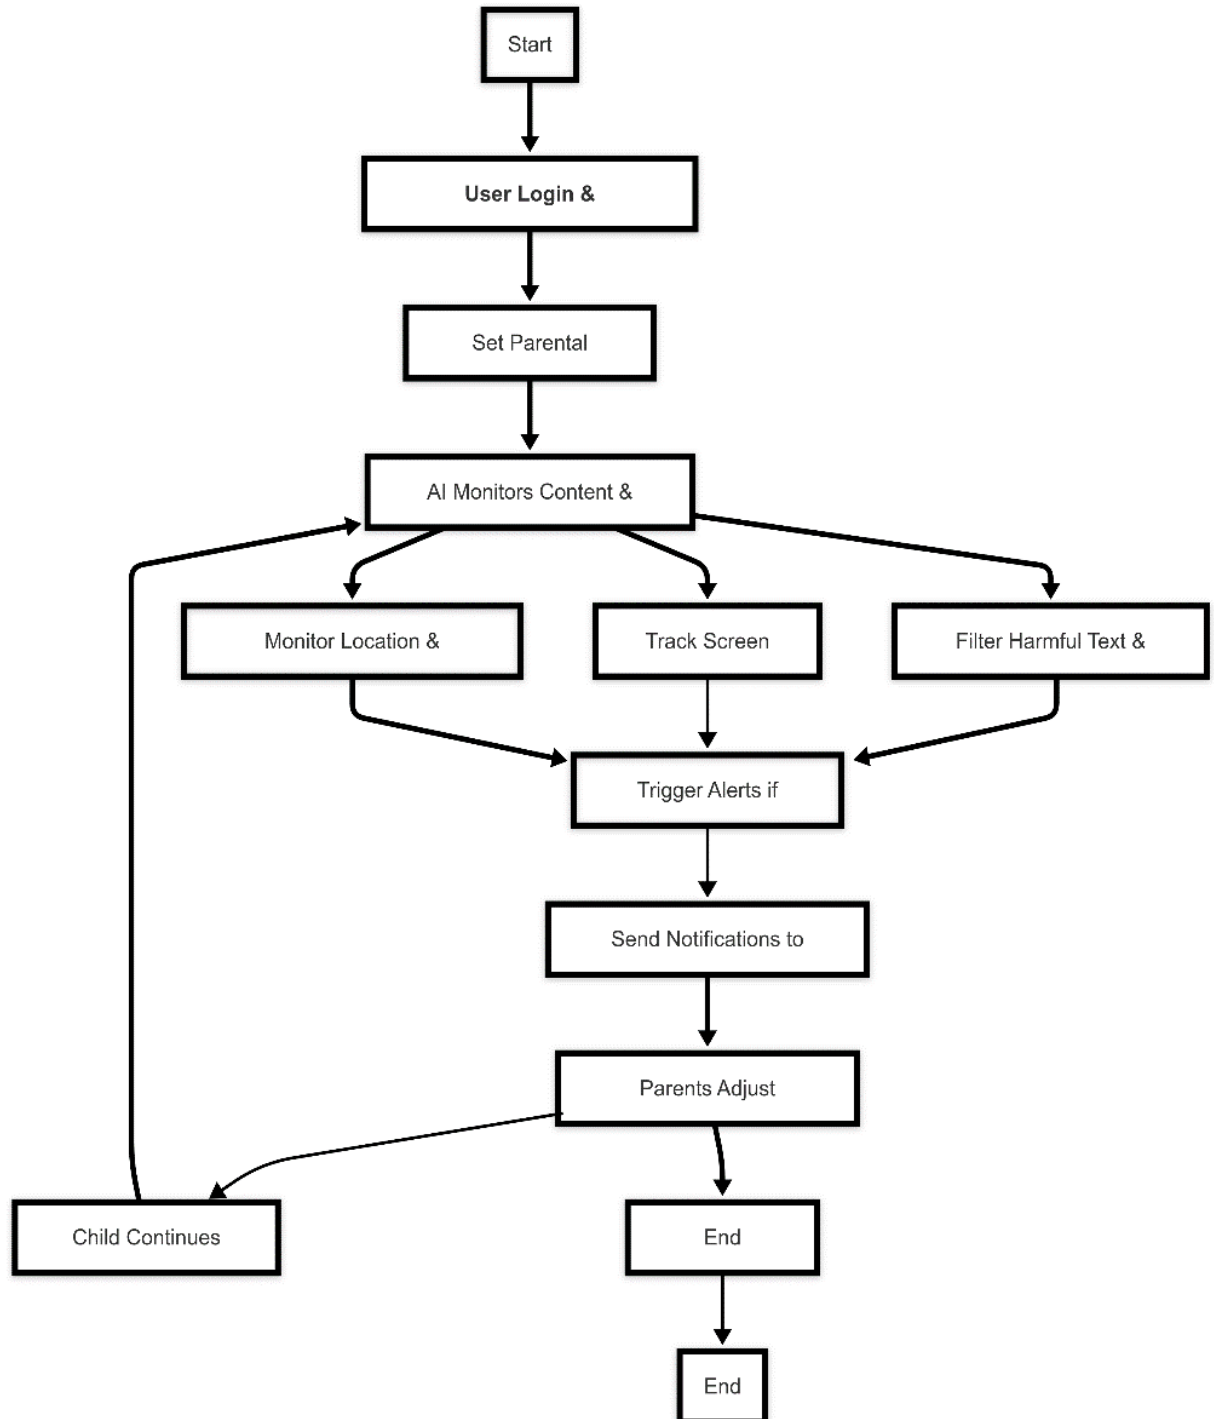 Start
User Login &
Set Parental
AI Monitors Content &
Monitor Location &
Track Screen
Filter Harmful Text &
Trigger Alerts if
Send Notifications to
Parents Adjust
Child Continues
End
End